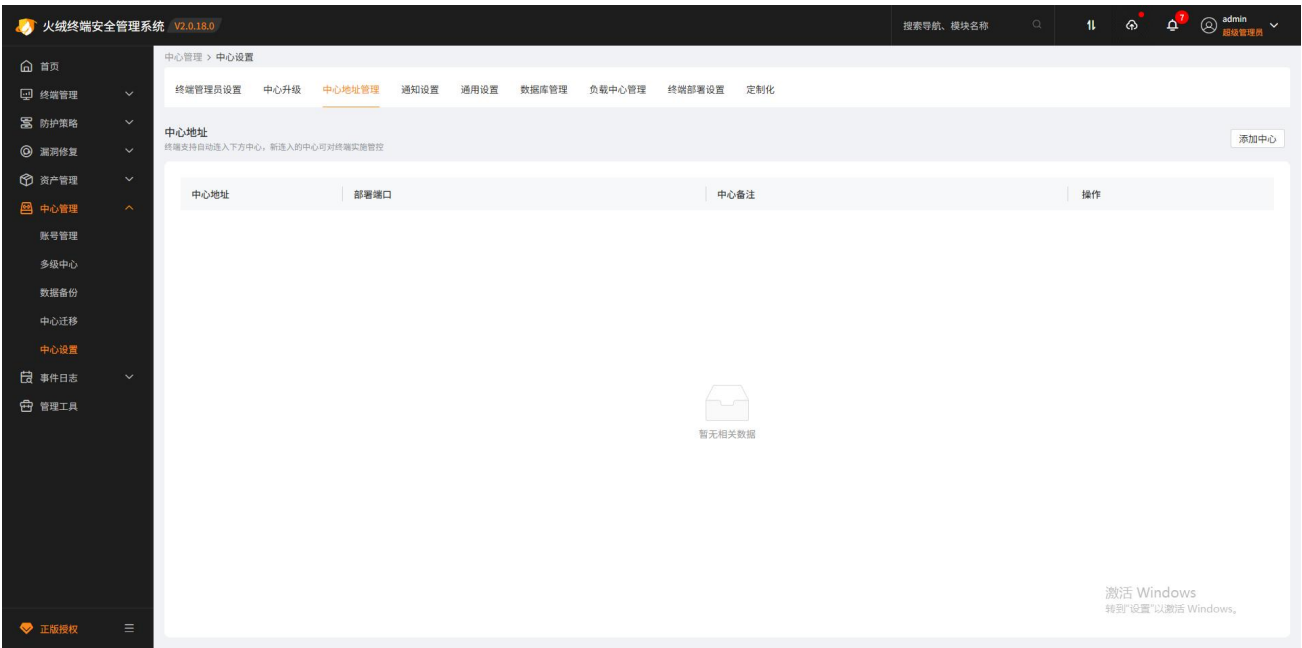 火绒终端安全管理系统 V2.0.18.0 搜索导航、模块名称 7 admin
超级管理员
首页
终端管理
防护策略
漏洞修复
资产管理
中心管理
账号管理
多级中心
数据备份
中心迁移
中心设置
事件日志
管理工具
正版授权
中心管理 > 中心设置
终端管理员设置 中心升级 中心地址管理 通知设置 通用设置 数据库管理 负载中心管理 终端部署设置 定制化
中心地址
终端支持自动连入下方中心，新连入的中心可对终端实施管控
添加中心
中心地址 部署端口 中心备注 操作
暂无相关数据
激活 Windows
转到"设置"以激活 Windows。